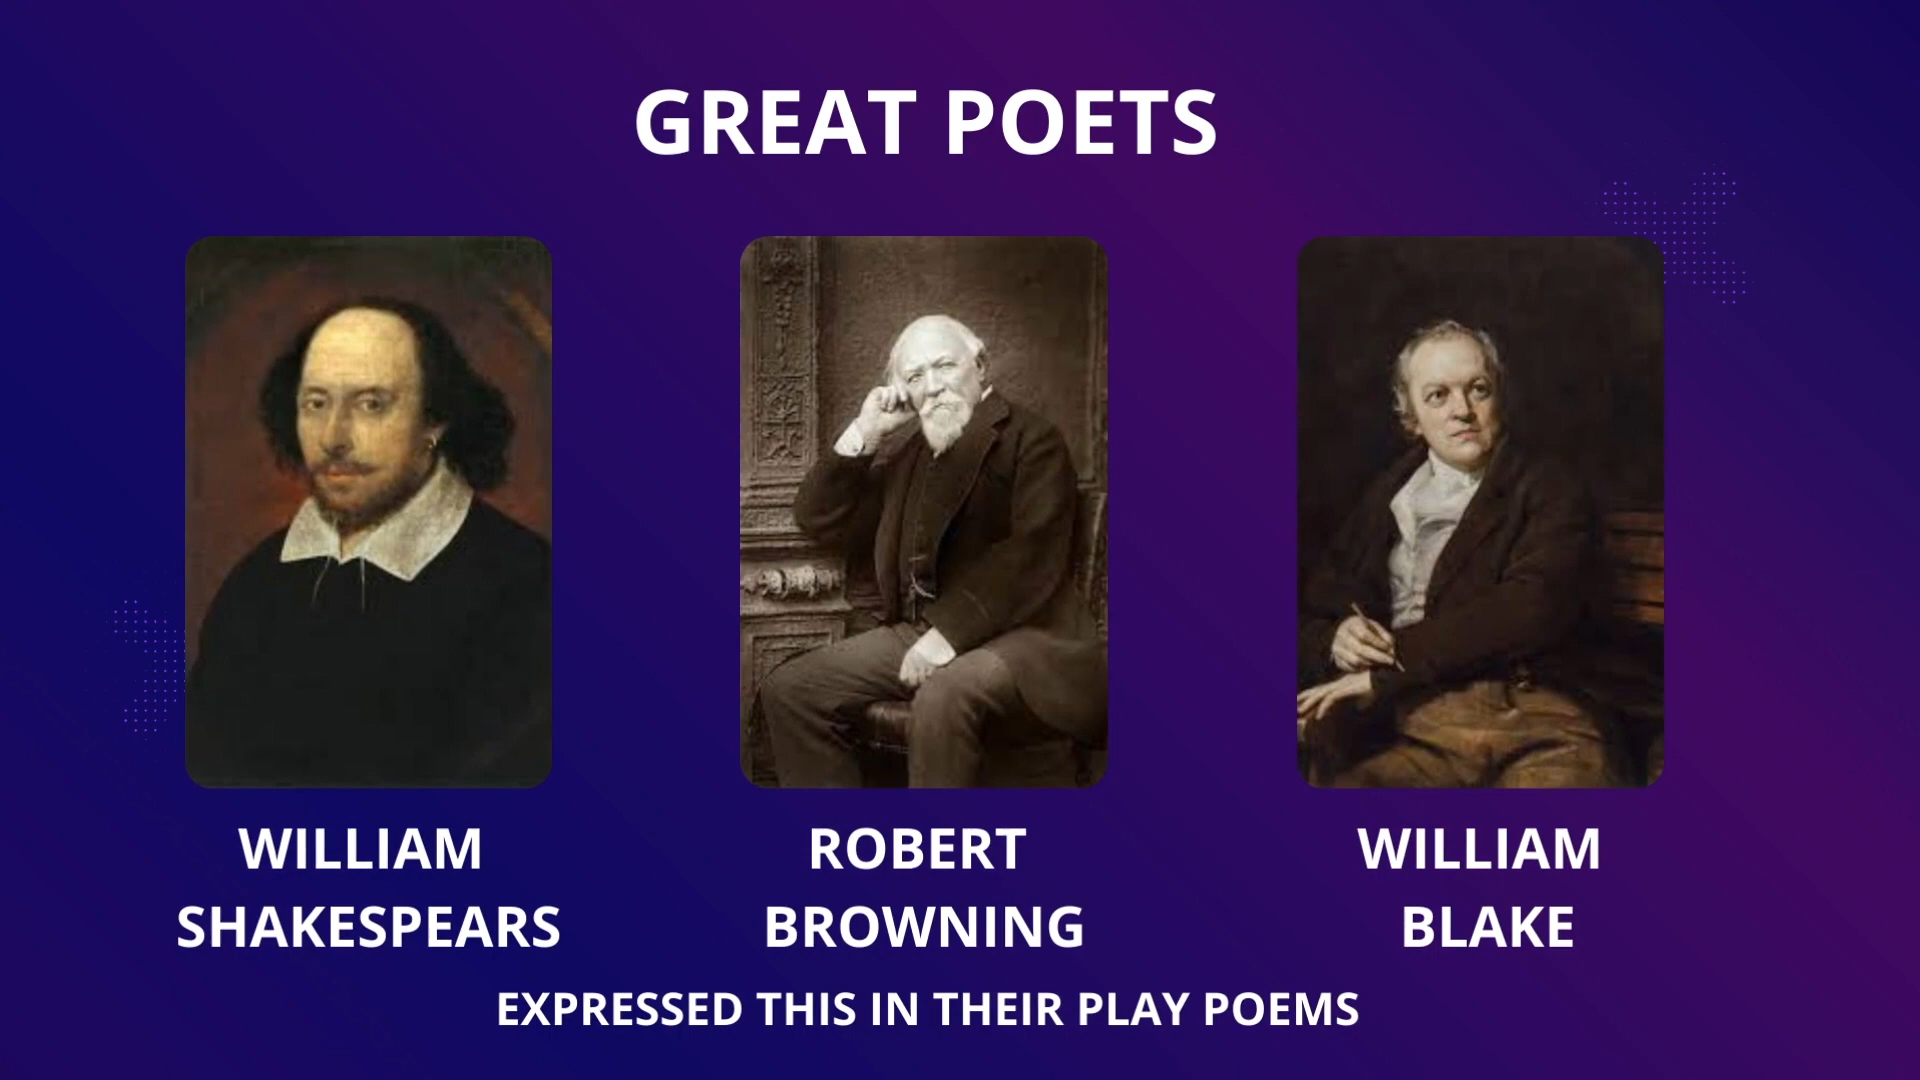 GREAT POETS
WILLIAM
SHAKESPEARS
ROBERT
BROWNING
WILLIAM
BLAKE
EXPRESSED THIS IN THEIR PLAY POEMS